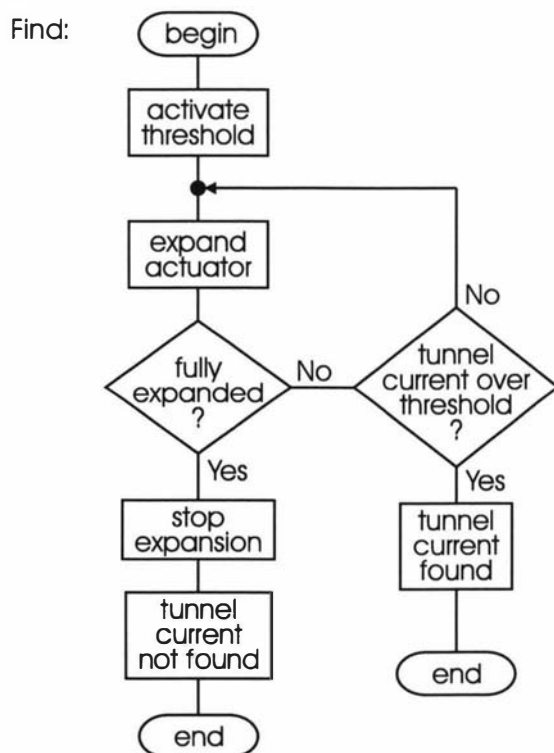 Find:
begin
activate
threshold
expand
actuator
No
fully
expanded
?
No
tunnel
current over
threshold
?
Yes
Yes
stop
expansion
tunnel
current
found
tunnel
current
not found
end
end